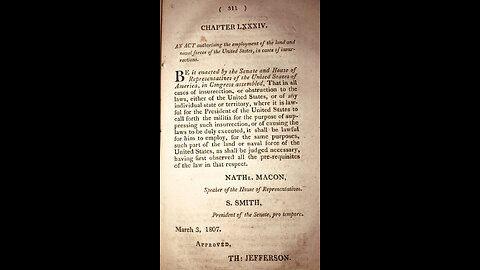 ( 311 )
CHAPTER LXXXIV.
AN ACT authorising the employment of the land and
naval forces of the United States, in cases of insur-
rections.
BE it enacted by the Senate and House of
Representatives of the United States of
America, in Congress assembled, That in all
cases of insurrection, or obstruction to the
laws, either of the United States, or of any
individual state or territory, where it is law-
ful for the President of the United States to
call forth the militia for the purpose of sup-
pressing such insurrection, or of causing the
laws to be duly executed, it shall be lawful
for him to employ, for the same purposes,
such part of the land or naval force of the
United States, as shall be judged necessary,
having first observed all the pre-requisites
of the law in that respect.
NATHL. MACON,
Speaker of the House of Representatives.
S. SMITH,
President of the Senate, pro tempore.
March 3, 1807.
APPROVED,
TH: JEFFERSON.